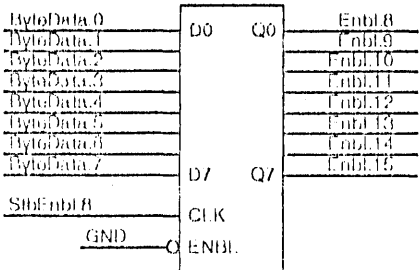 ByteData.0 D0 Q0 Enbl.8
ByteData.1 Enbl.9
ByteData.2 Enbl.10
ByteData.3 Enbl.11
ByteData.4 Enbl.12
ByteData.5 Enbl.13
ByteData.6 Enbl.14
ByteData.7 D7 Q7 Enbl.15
StbEnbl.8 CLK
GND ENBL